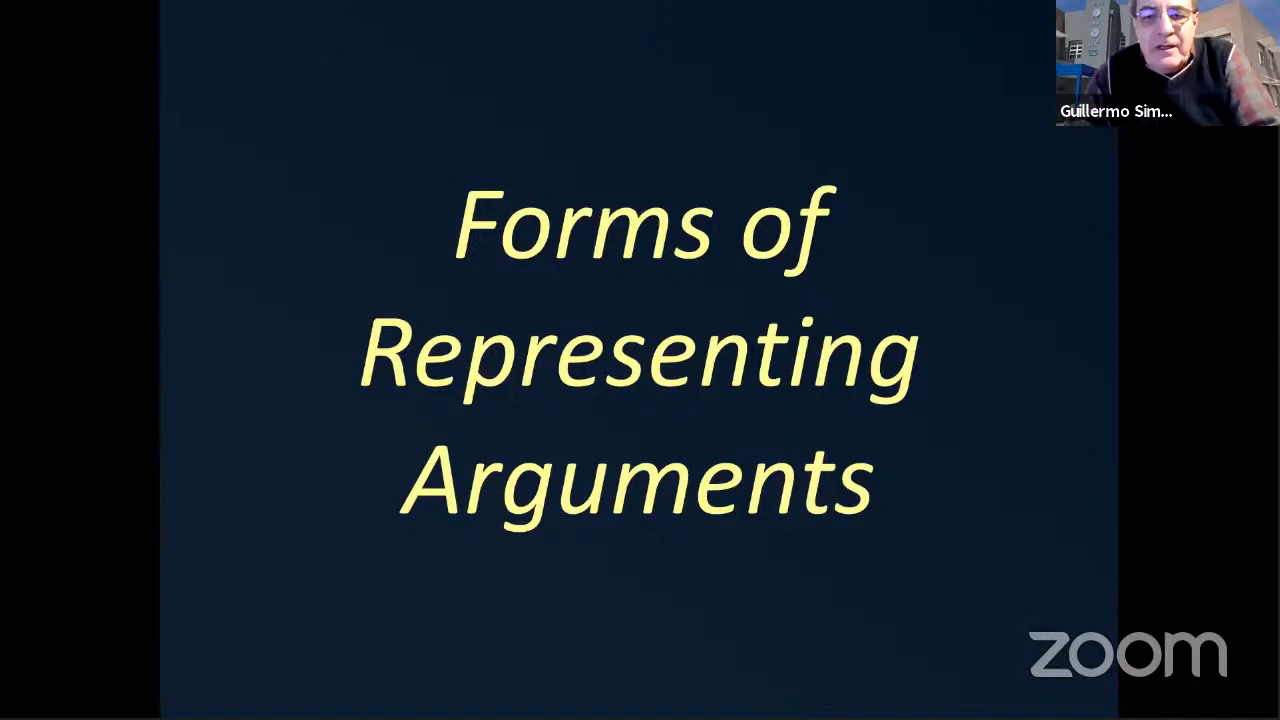 Guillermo Sim...
Forms of
Representing
Arguments
zoom